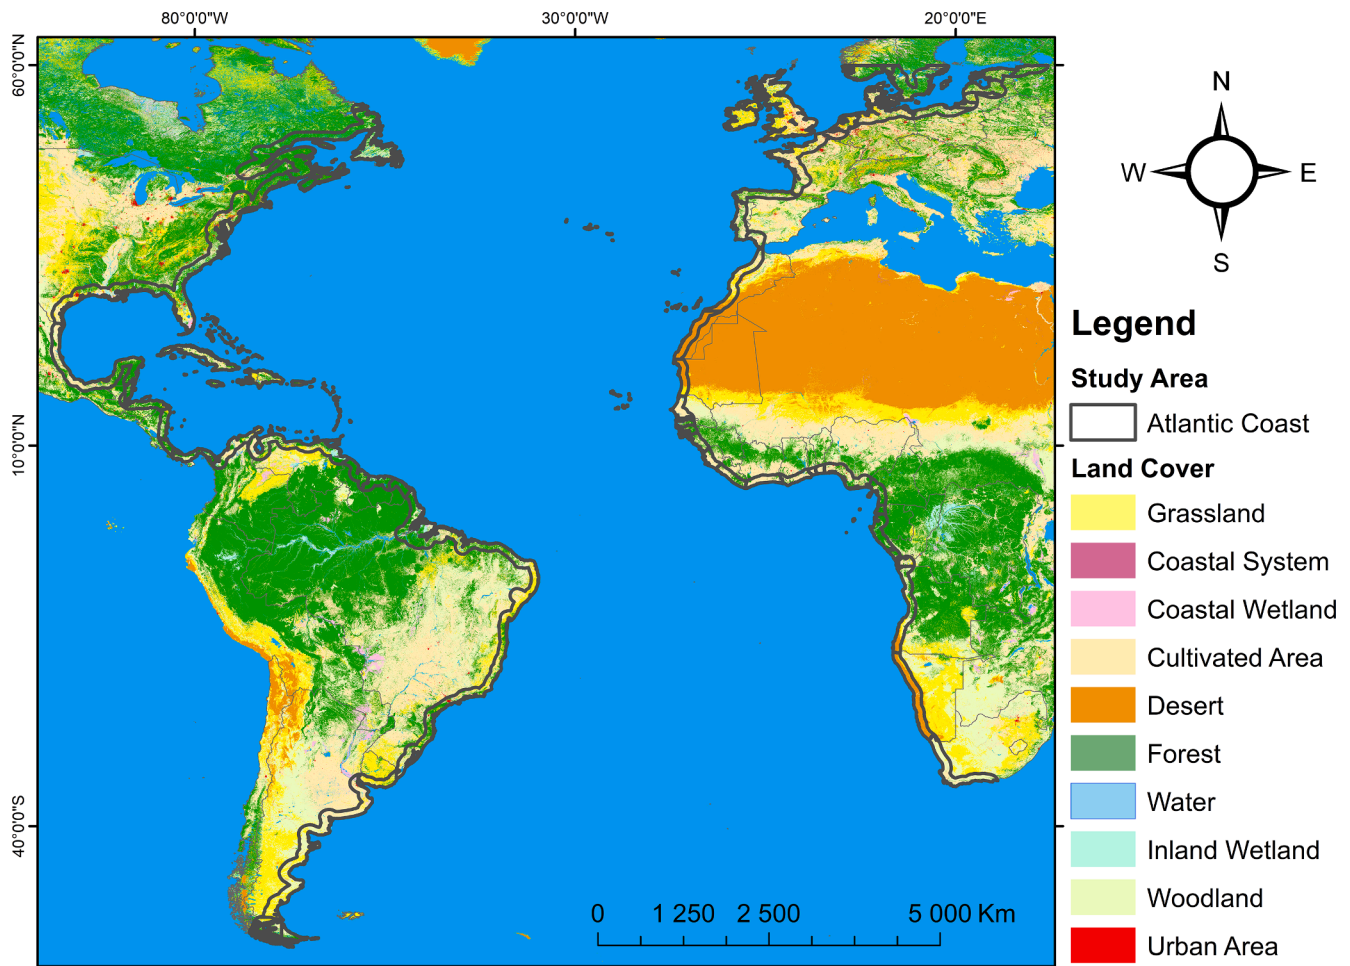 80°0'0"W 30°0'0"W 20°0'0"E
60°0'0"N
10°0'0"N
40°0'0"S
N
W E
S
Legend
Study Area
Atlantic Coast
Land Cover
Grassland
Coastal System
Coastal Wetland
Cultivated Area
Desert
Forest
Water
Inland Wetland
Woodland
Urban Area
0 1 250 2 500 5 000 Km